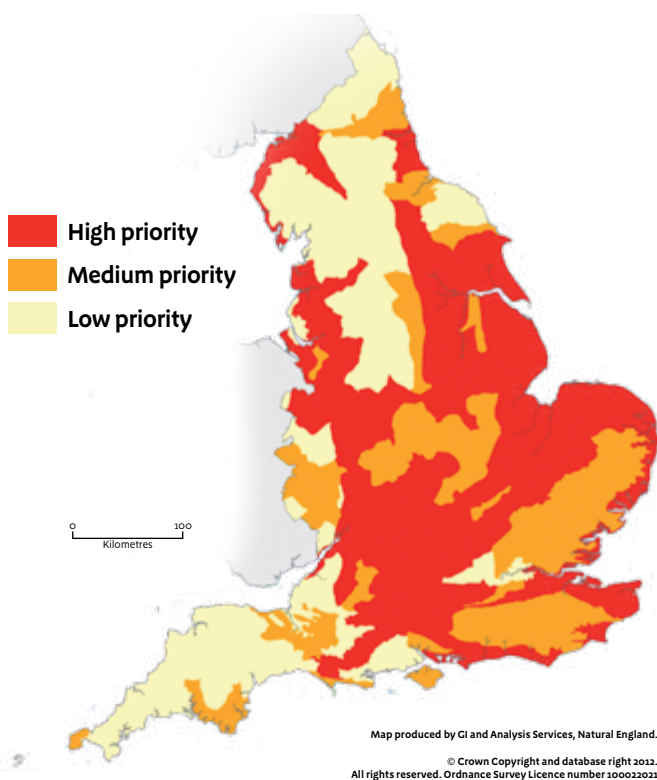 High priority
Medium priority
Low priority
0 100
Kilometres
Map produced by GI and Analysis Services, Natural England.
© Crown Copyright and database right 2012.
All rights reserved. Ordnance Survey Licence number 100022021